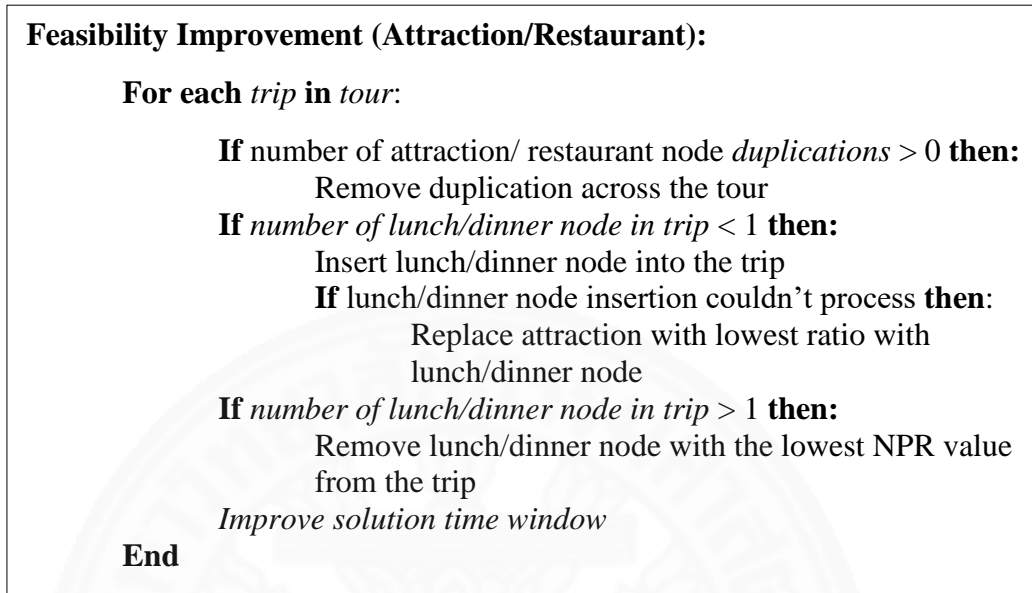 Feasibility Improvement (Attraction/Restaurant):
For each trip in tour:
If number of attraction/ restaurant node duplications > 0 then:
Remove duplication across the tour
If number of lunch/dinner node in trip < 1 then:
Insert lunch/dinner node into the trip
If lunch/dinner node insertion couldn’t process then:
Replace attraction with lowest ratio with
lunch/dinner node
If number of lunch/dinner node in trip > 1 then:
Remove lunch/dinner node with the lowest NPR value
from the trip
Improve solution time window
End